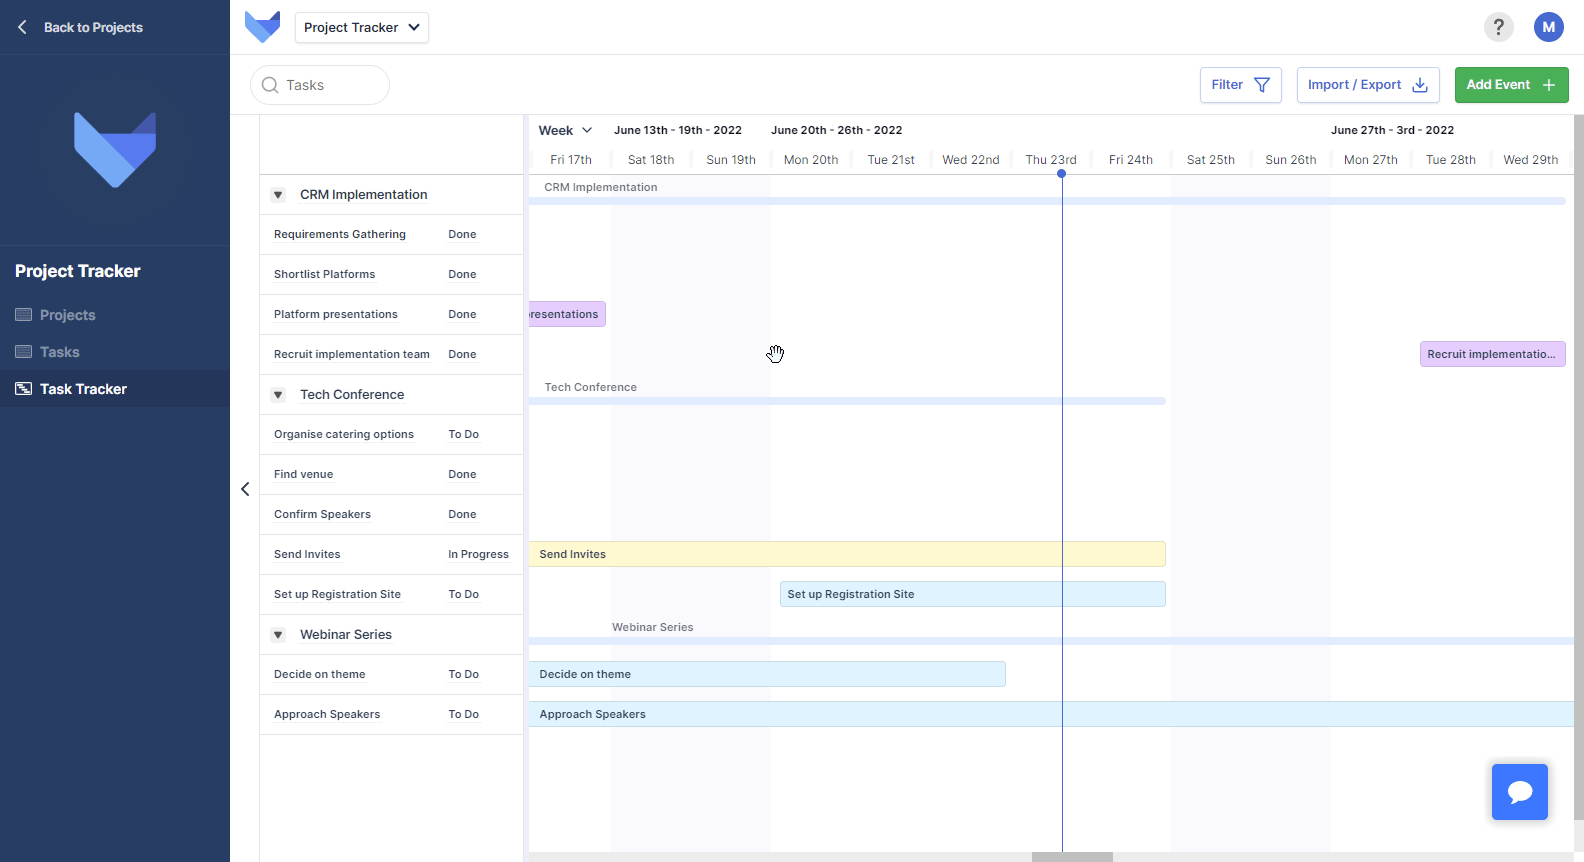 Back to Projects
Project Tracker
?
M
Tasks
Filter
Import / Export
Add Event
Week
June 13th - 19th - 2022
June 20th - 26th - 2022
June 27th - 3rd - 2022
Fri 17th
Sat 18th
Sun 19th
Mon 20th
Tue 21st
Wed 22nd
Thu 23rd
Fri 24th
Sat 25th
Sun 26th
Mon 27th
Tue 28th
Wed 29th
Project Tracker
Projects
Tasks
Task Tracker
CRM Implementation
CRM Implementation
Requirements Gathering Done
Shortlist Platforms Done
Platform presentations Done
resentations
Recruit implementation team Done
Recruit implementatio...
Tech Conference
Tech Conference
Organise catering options To Do
Find venue Done
Confirm Speakers Done
Send Invites In Progress
Send Invites
Set up Registration Site To Do
Set up Registration Site
Webinar Series
Webinar Series
Decide on theme To Do
Decide on theme
Approach Speakers To Do
Approach Speakers